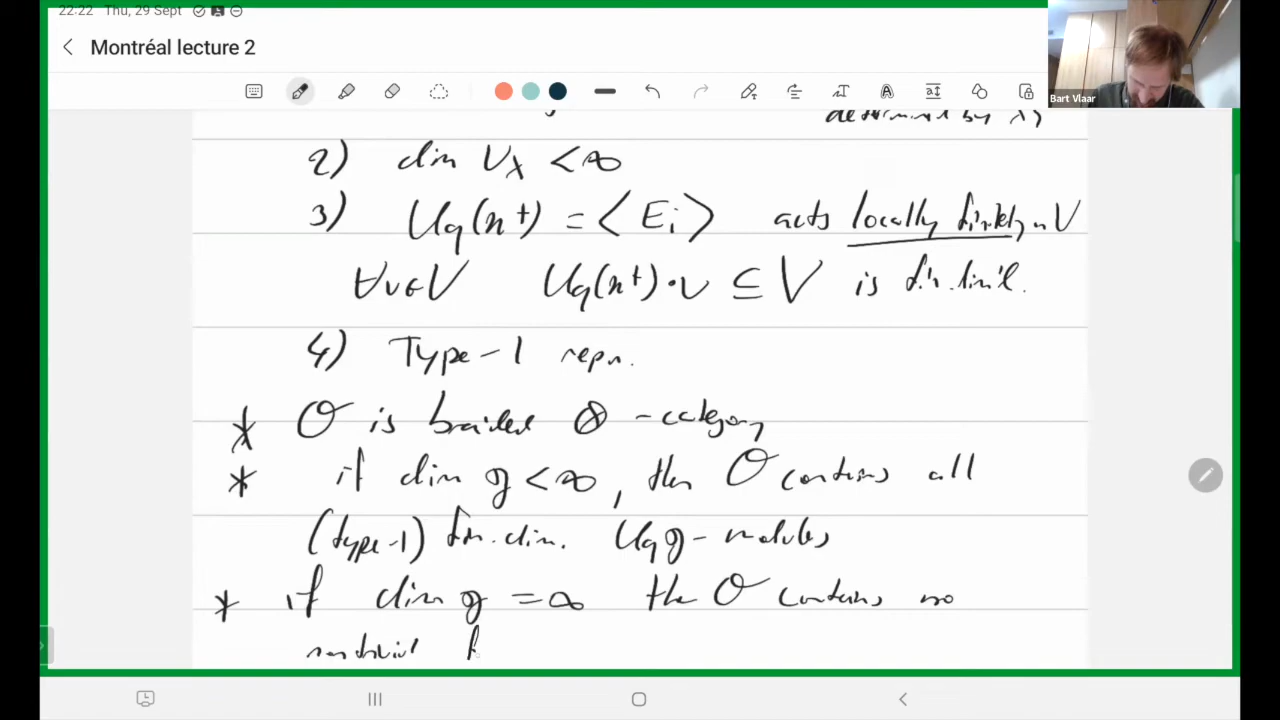 22:22 Thu, 29 Sept
Montréal lecture 2
Bart Vlaar
determined by λ)
2) dim V_λ < ∞
3) U_q(n^+) = <E_i> acts locally finitely on V
∀v∈V U_q(n^+)·v ⊆ V is f'n.dim'l.
4) Type-1 repn.
* O is braided ⊗-category
* if dim g < ∞, then O contains all
(type-1) fin.dim. U_q g-modules
* if dim g = ∞ the O contains no
nontrivial f